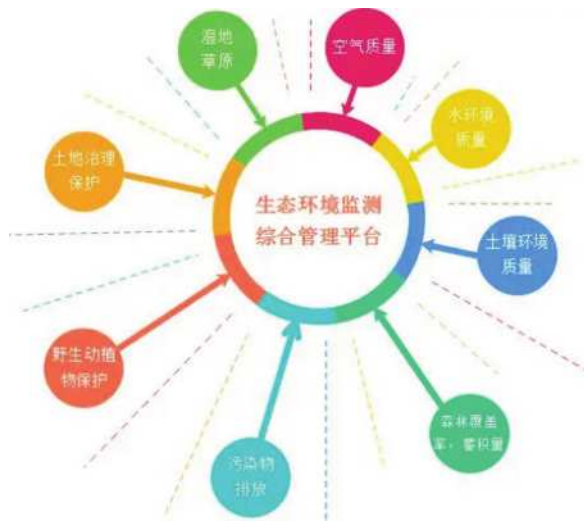 湿地
草原
空气质量
水环境
质量
土地治理
保护
生态环境监测
综合管理平台
土壤环境
质量
野生动植
物保护
森林覆盖
率，蓄积量
污染物
排放